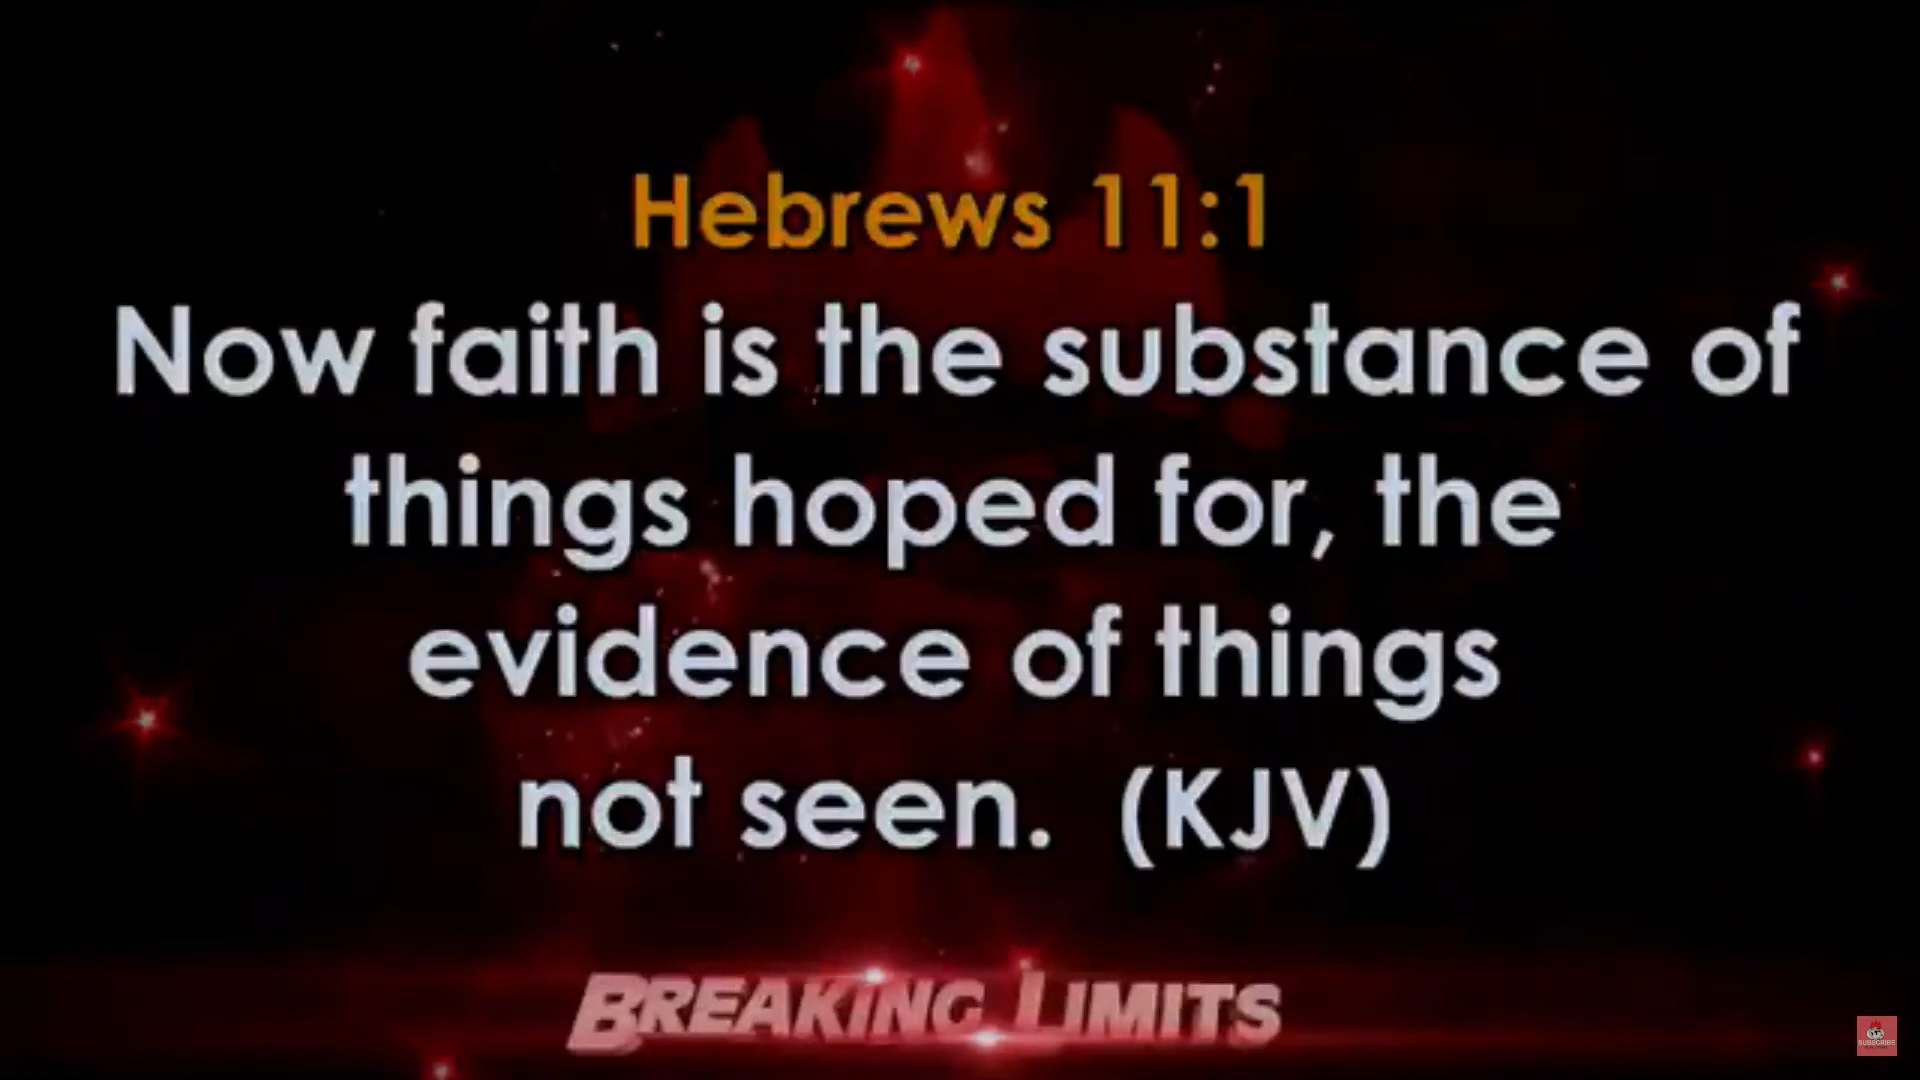 Hebrews 11:1
Now faith is the substance of
things hoped for, the
evidence of things
not seen.  (KJV)
BREAKING LIMITS
SUBSCRIBE